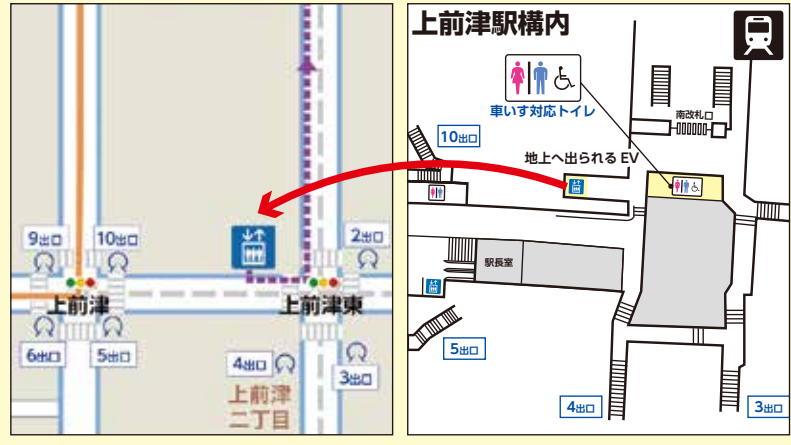 9出口
10出口
2出口
上前津
上前津東
6出口
5出口
4出口
3出口
上前津
二丁目
上前津駅構内
車いす対応トイレ
南改札口
10出口
地上へ出られる EV
駅長室
5出口
4出口
3出口